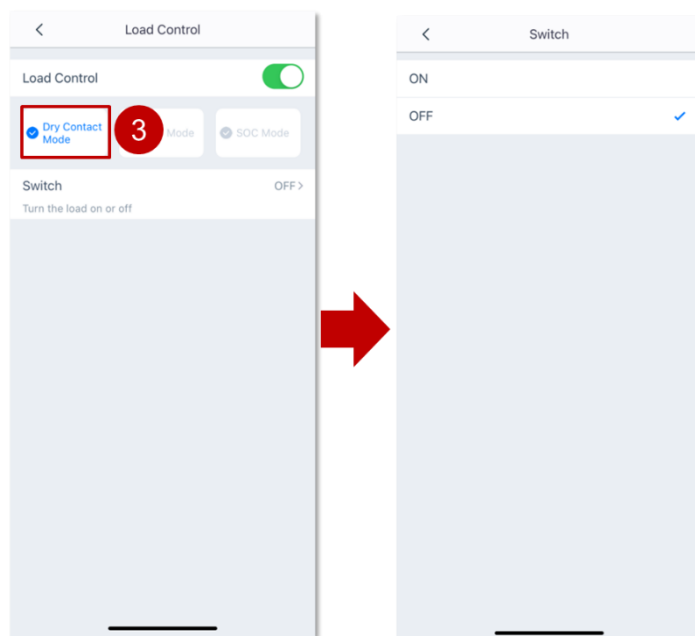 Load Control
Load Control
Dry Contact
Mode
3
Mode
SOC Mode
Switch
OFF >
Turn the load on or off
Switch
ON
OFF